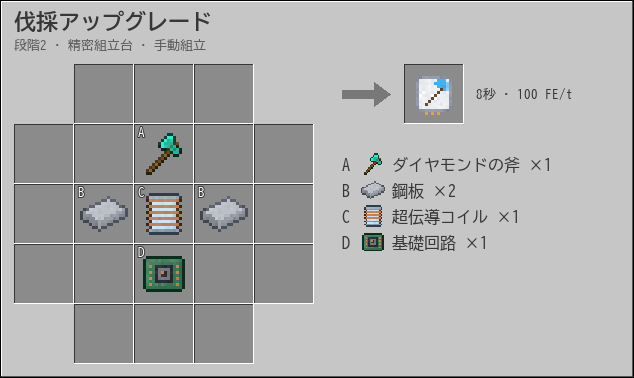 伐採アップグレード
段階2 · 精密組立台 · 手動組立
8秒 · 100 FE/t
A
B
C
B
D
A ダイヤモンドの斧 ×1
B 鋼板 ×2
C 超伝導コイル ×1
D 基礎回路 ×1